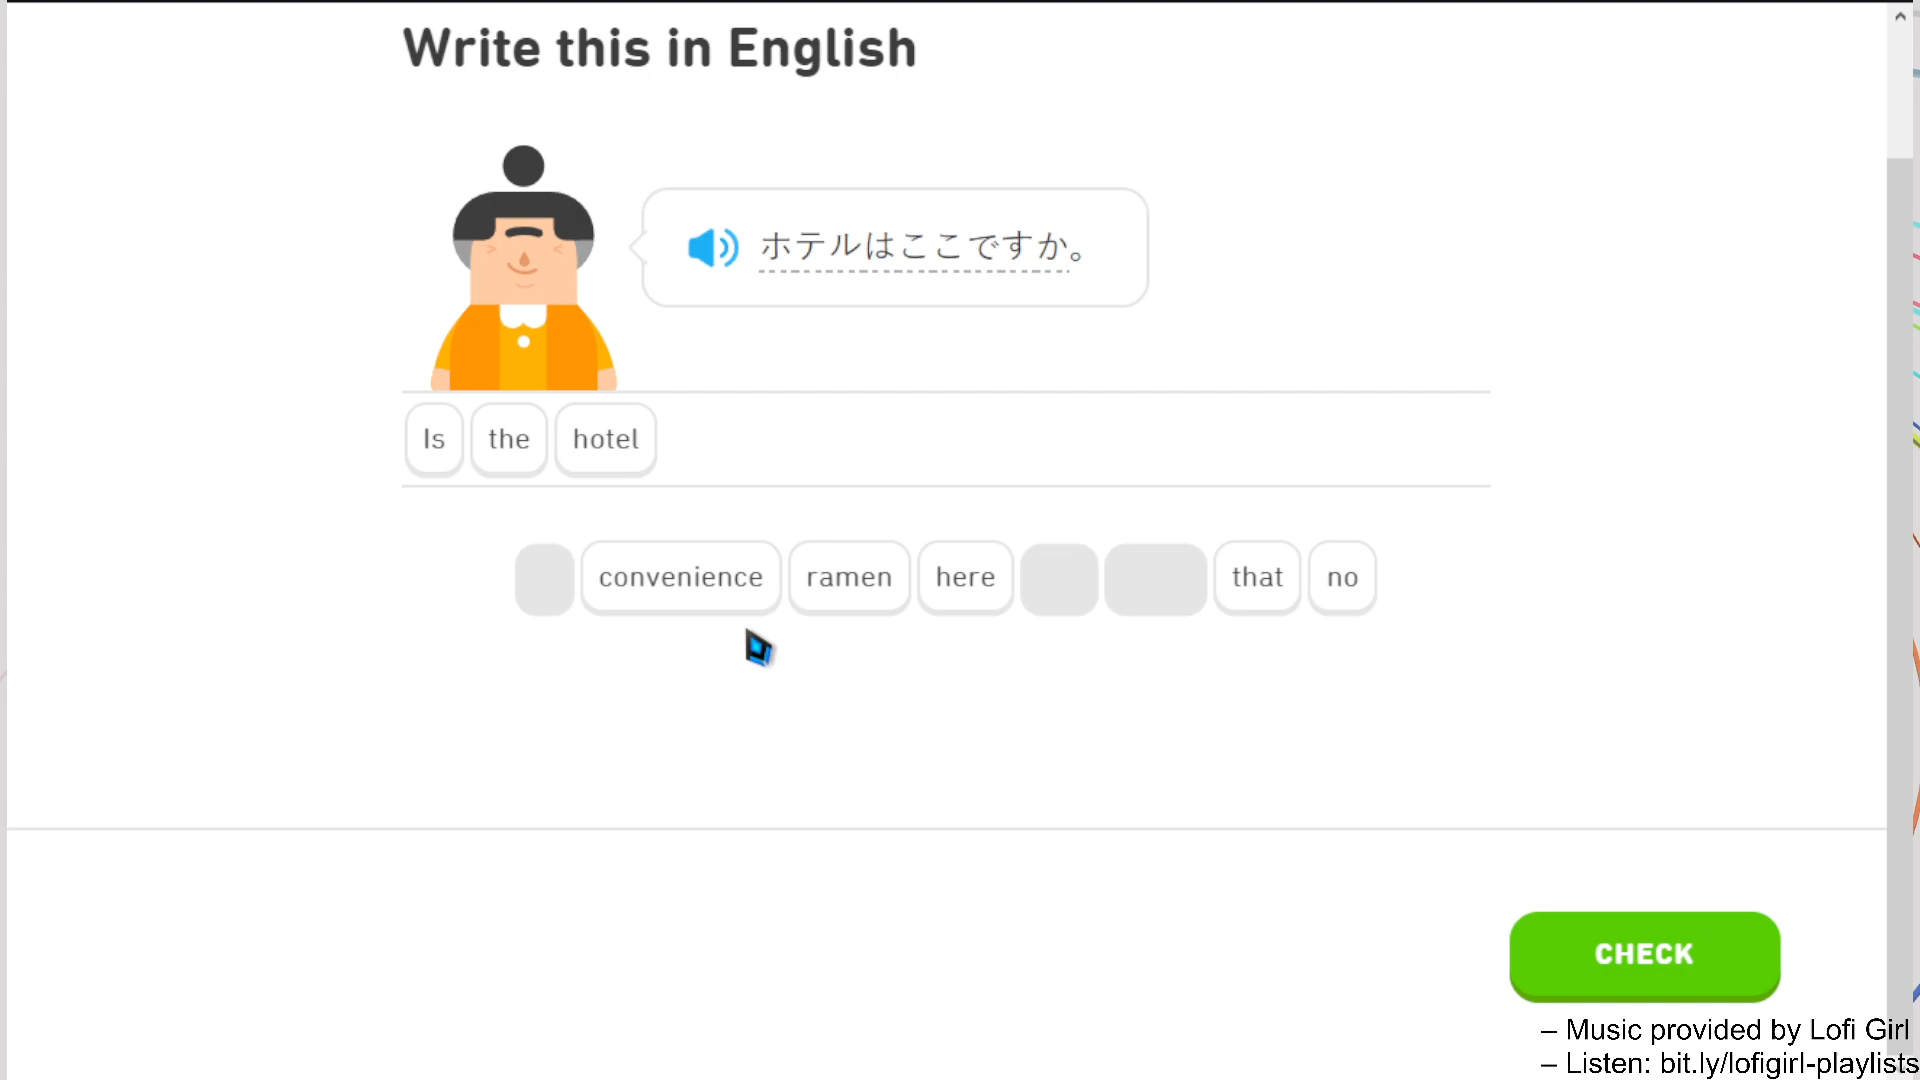 Write this in English
ホテルはここですか。
Is the hotel
convenience ramen here that no
CHECK
– Music provided by Lofi Girl
– Listen: bit.ly/lofigirl-playlists